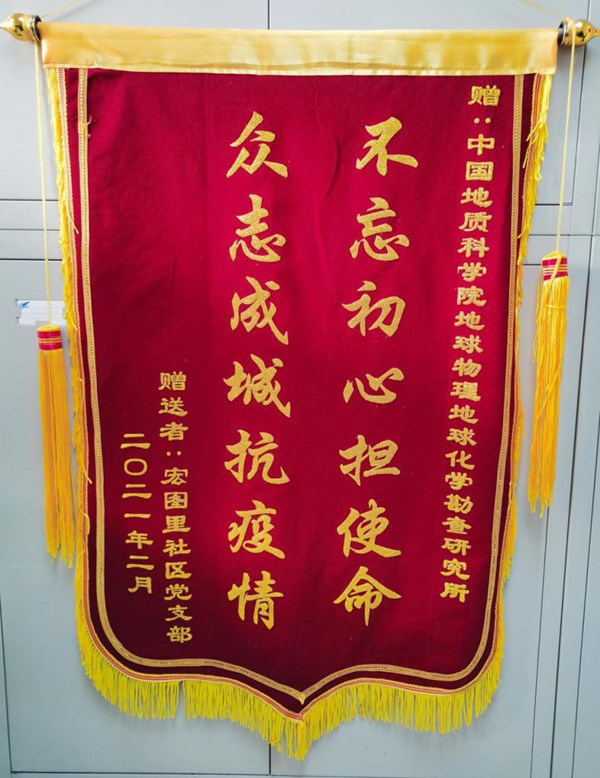 赠:中国地质科学院地球物理地球化学勘查研究所
不忘初心担使命
众志成城抗疫情
赠送者:宏图里社区党支部
二〇二一年二月